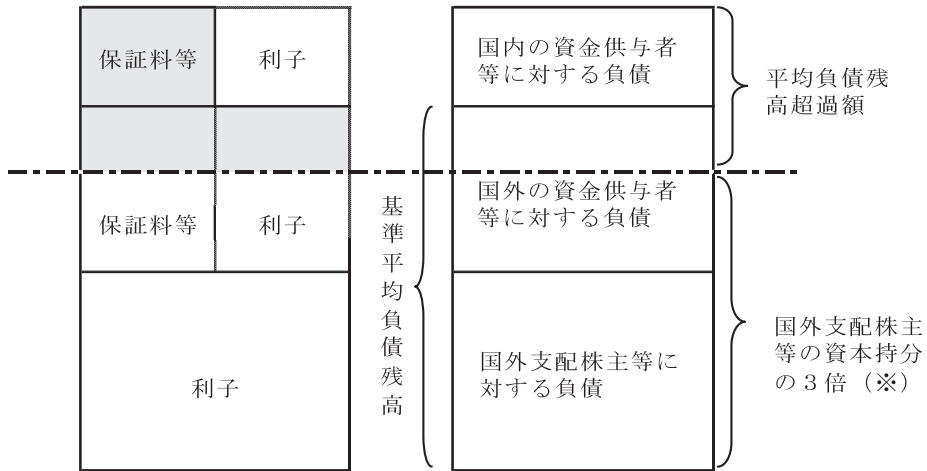 保証料等
利子
国内の資金供与者
等に対する負債
平均負債残
高超過額
保証料等
利子
基準平均負債残高
国外の資金供与者
等に対する負債
利子
国外支配株主等に
対する負債
国外支配株主
等の資本持分
の３倍（※）